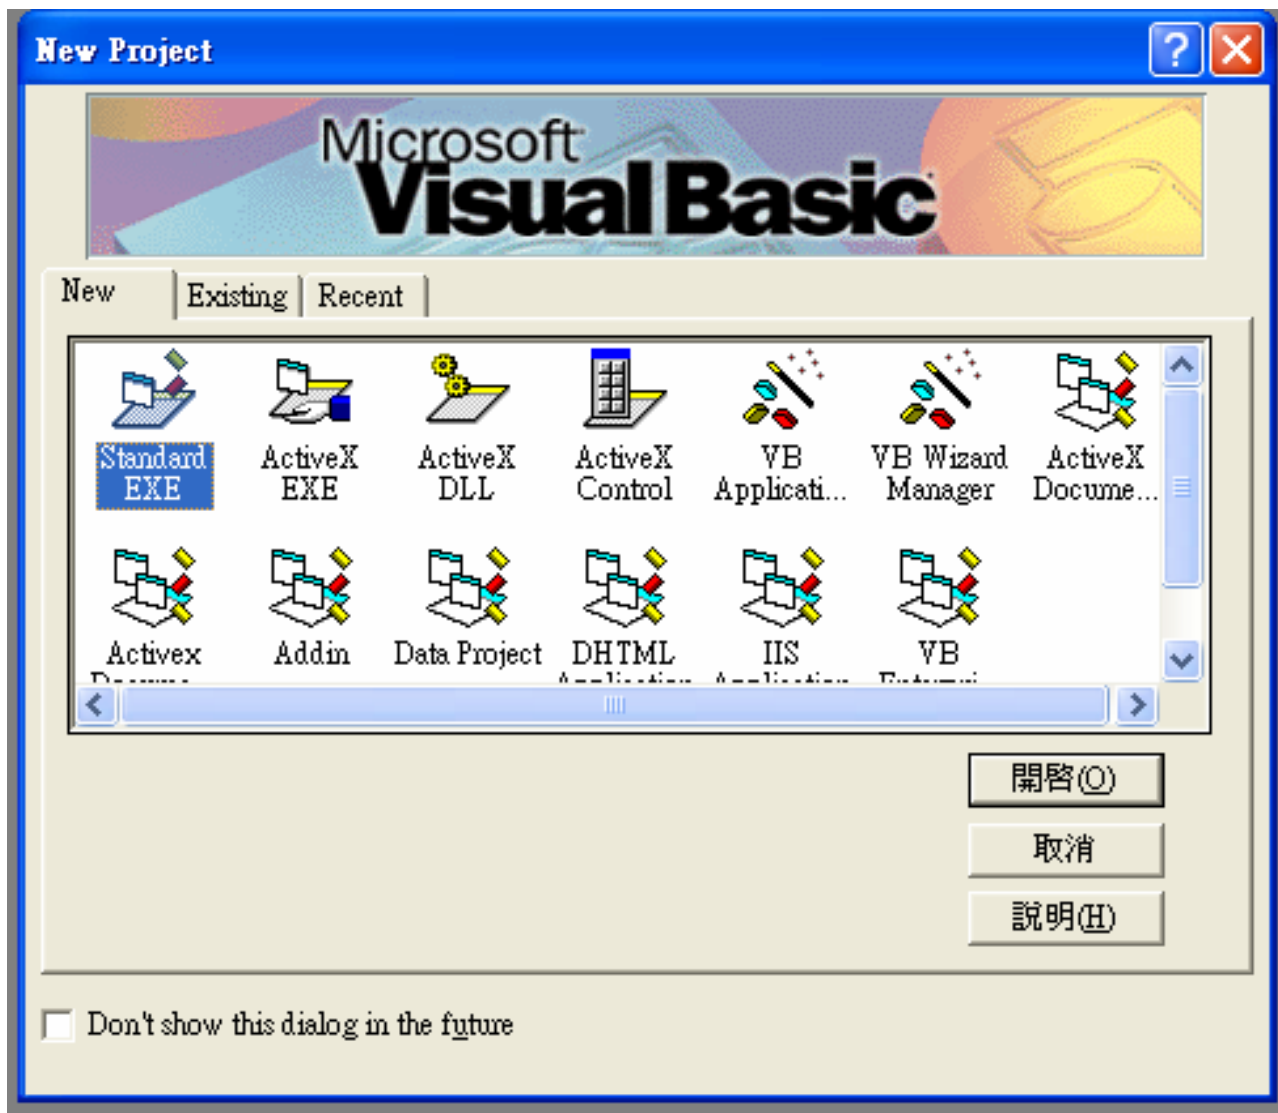 New Project
Microsoft
Visual Basic
New Existing Recent
Standard ActiveX ActiveX ActiveX VB VB Wizard ActiveX
EXE EXE DLL Control Applicati... Manager Docume...
Activex Addin Data Project DHTML IIS VB
開啓(O)
取消
說明(H)
Don't show this dialog in the future